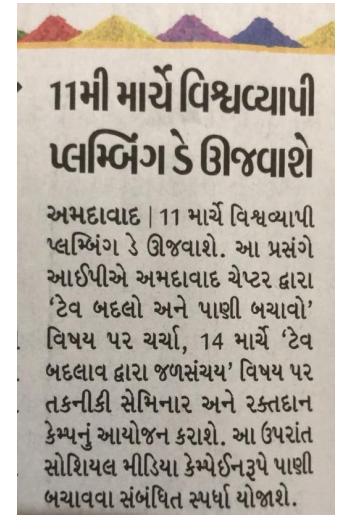 11મી માર્ચે વિશ્વવ્યાપી
પ્લમ્બિંગ ડે ઊજવાશે
અમદાવાદ | 11 માર્ચે વિશ્વવ્યાપી
પ્લમ્બિંગ ડે ઊજવાશે. આ પ્રસંગે
આઈપીએ અમદાવાદ ચેપ્ટર દ્વારા
‘ટેવ બદલો અને પાણી બચાવો’
વિષય પર ચર્ચા, 14 માર્ચે ‘ટેવ
બદલાવ દ્વારા જળસંચય’ વિષય પર
તકનીકી સેમિનાર અને રક્તદાન
કેમ્પનું આયોજન કરાશે. આ ઉપરાંત
સોશિયલ મીડિયા કેમ્પેઈનરૂપે પાણી
બચાવવા સંબંધિત સ્પર્ધા યોજાશે.